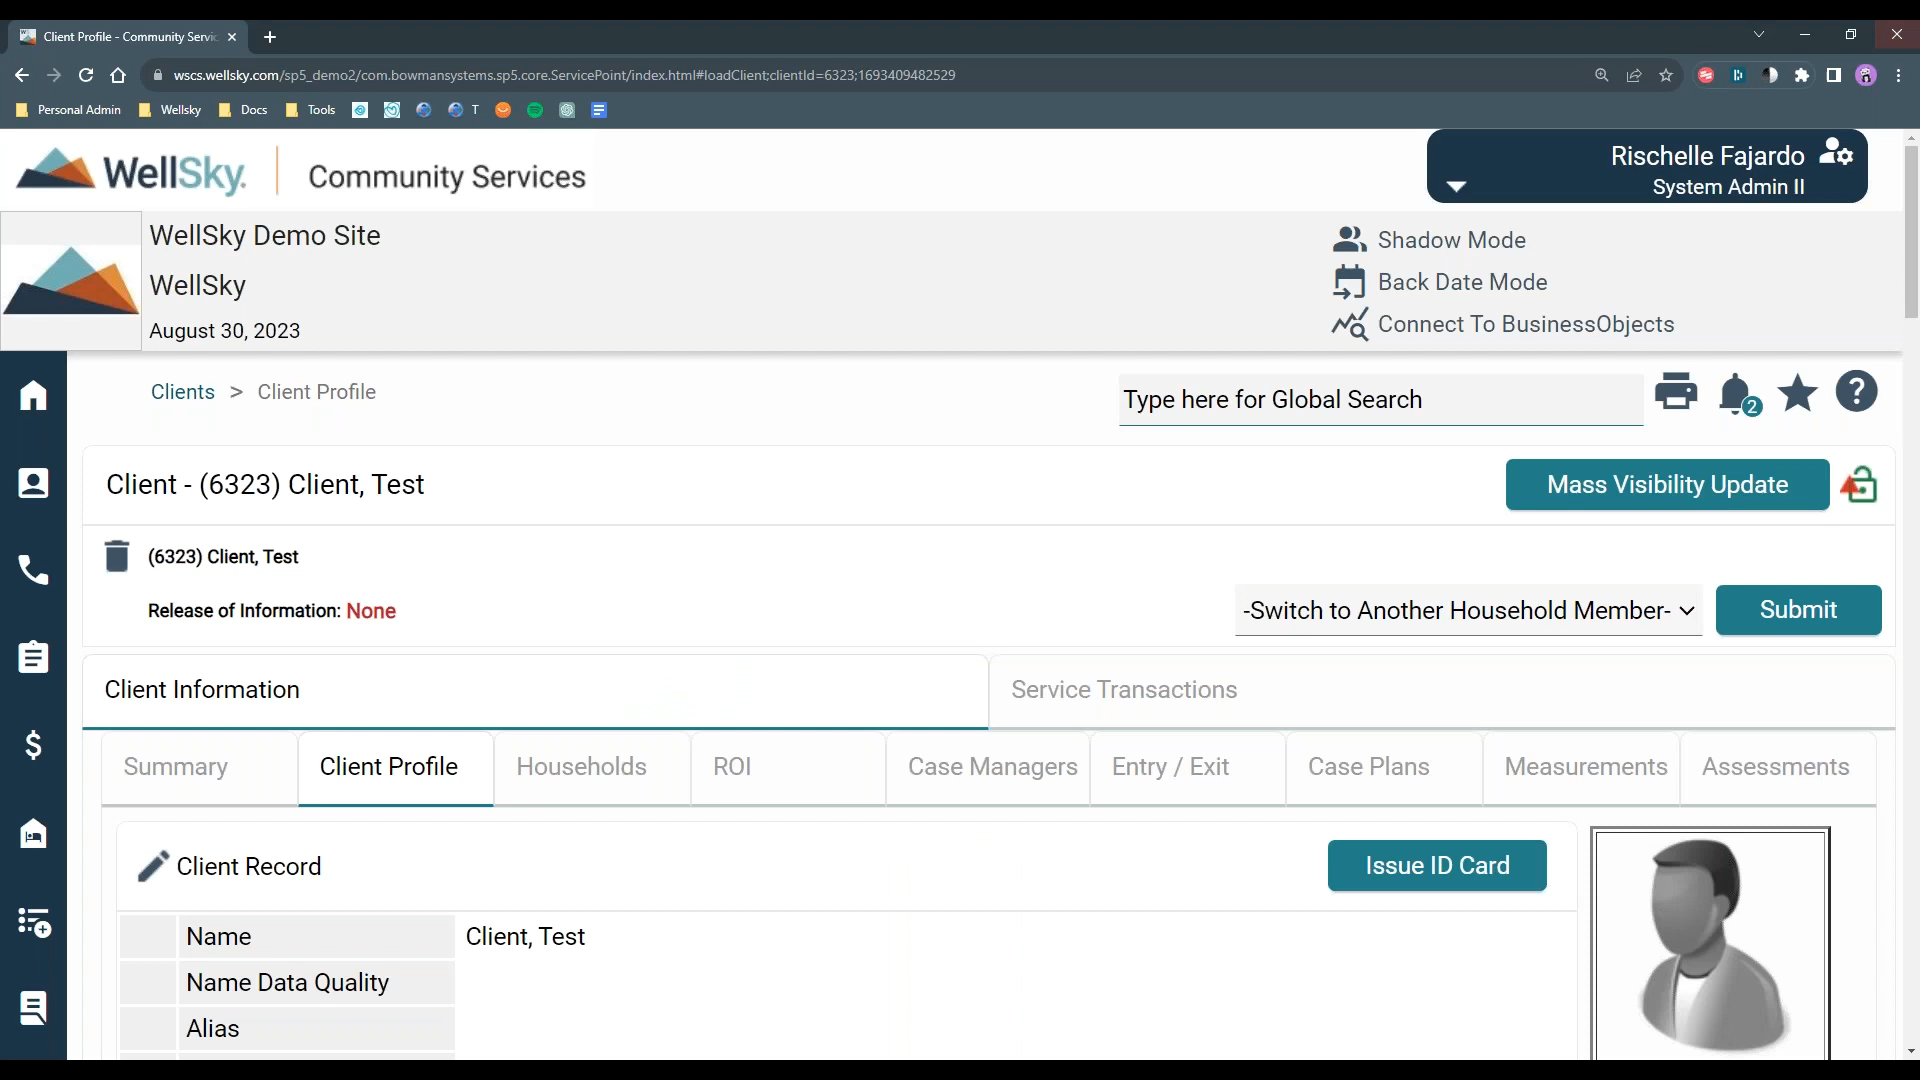 Client Profile - Community Servic
wscs.wellsky.com/sp5_demo2/com.bowmansystems.sp5.core.ServicePoint/index.html#loadClient;clientId=6323;1693409482529
Personal Admin
Wellsky
Docs
Tools
T
WellSky.
Community Services
Rischelle Fajardo
System Admin II
WellSky Demo Site
WellSky
August 30, 2023
Shadow Mode
Back Date Mode
Connect To BusinessObjects
Clients > Client Profile
Type here for Global Search
2
?
Client - (6323) Client, Test
Mass Visibility Update
(6323) Client, Test
Release of Information: None
-Switch to Another Household Member-
Submit
Client Information
Service Transactions
Summary
Client Profile
Households
ROI
Case Managers
Entry / Exit
Case Plans
Measurements
Assessments
Client Record
Issue ID Card
Name
Client, Test
Name Data Quality
Alias